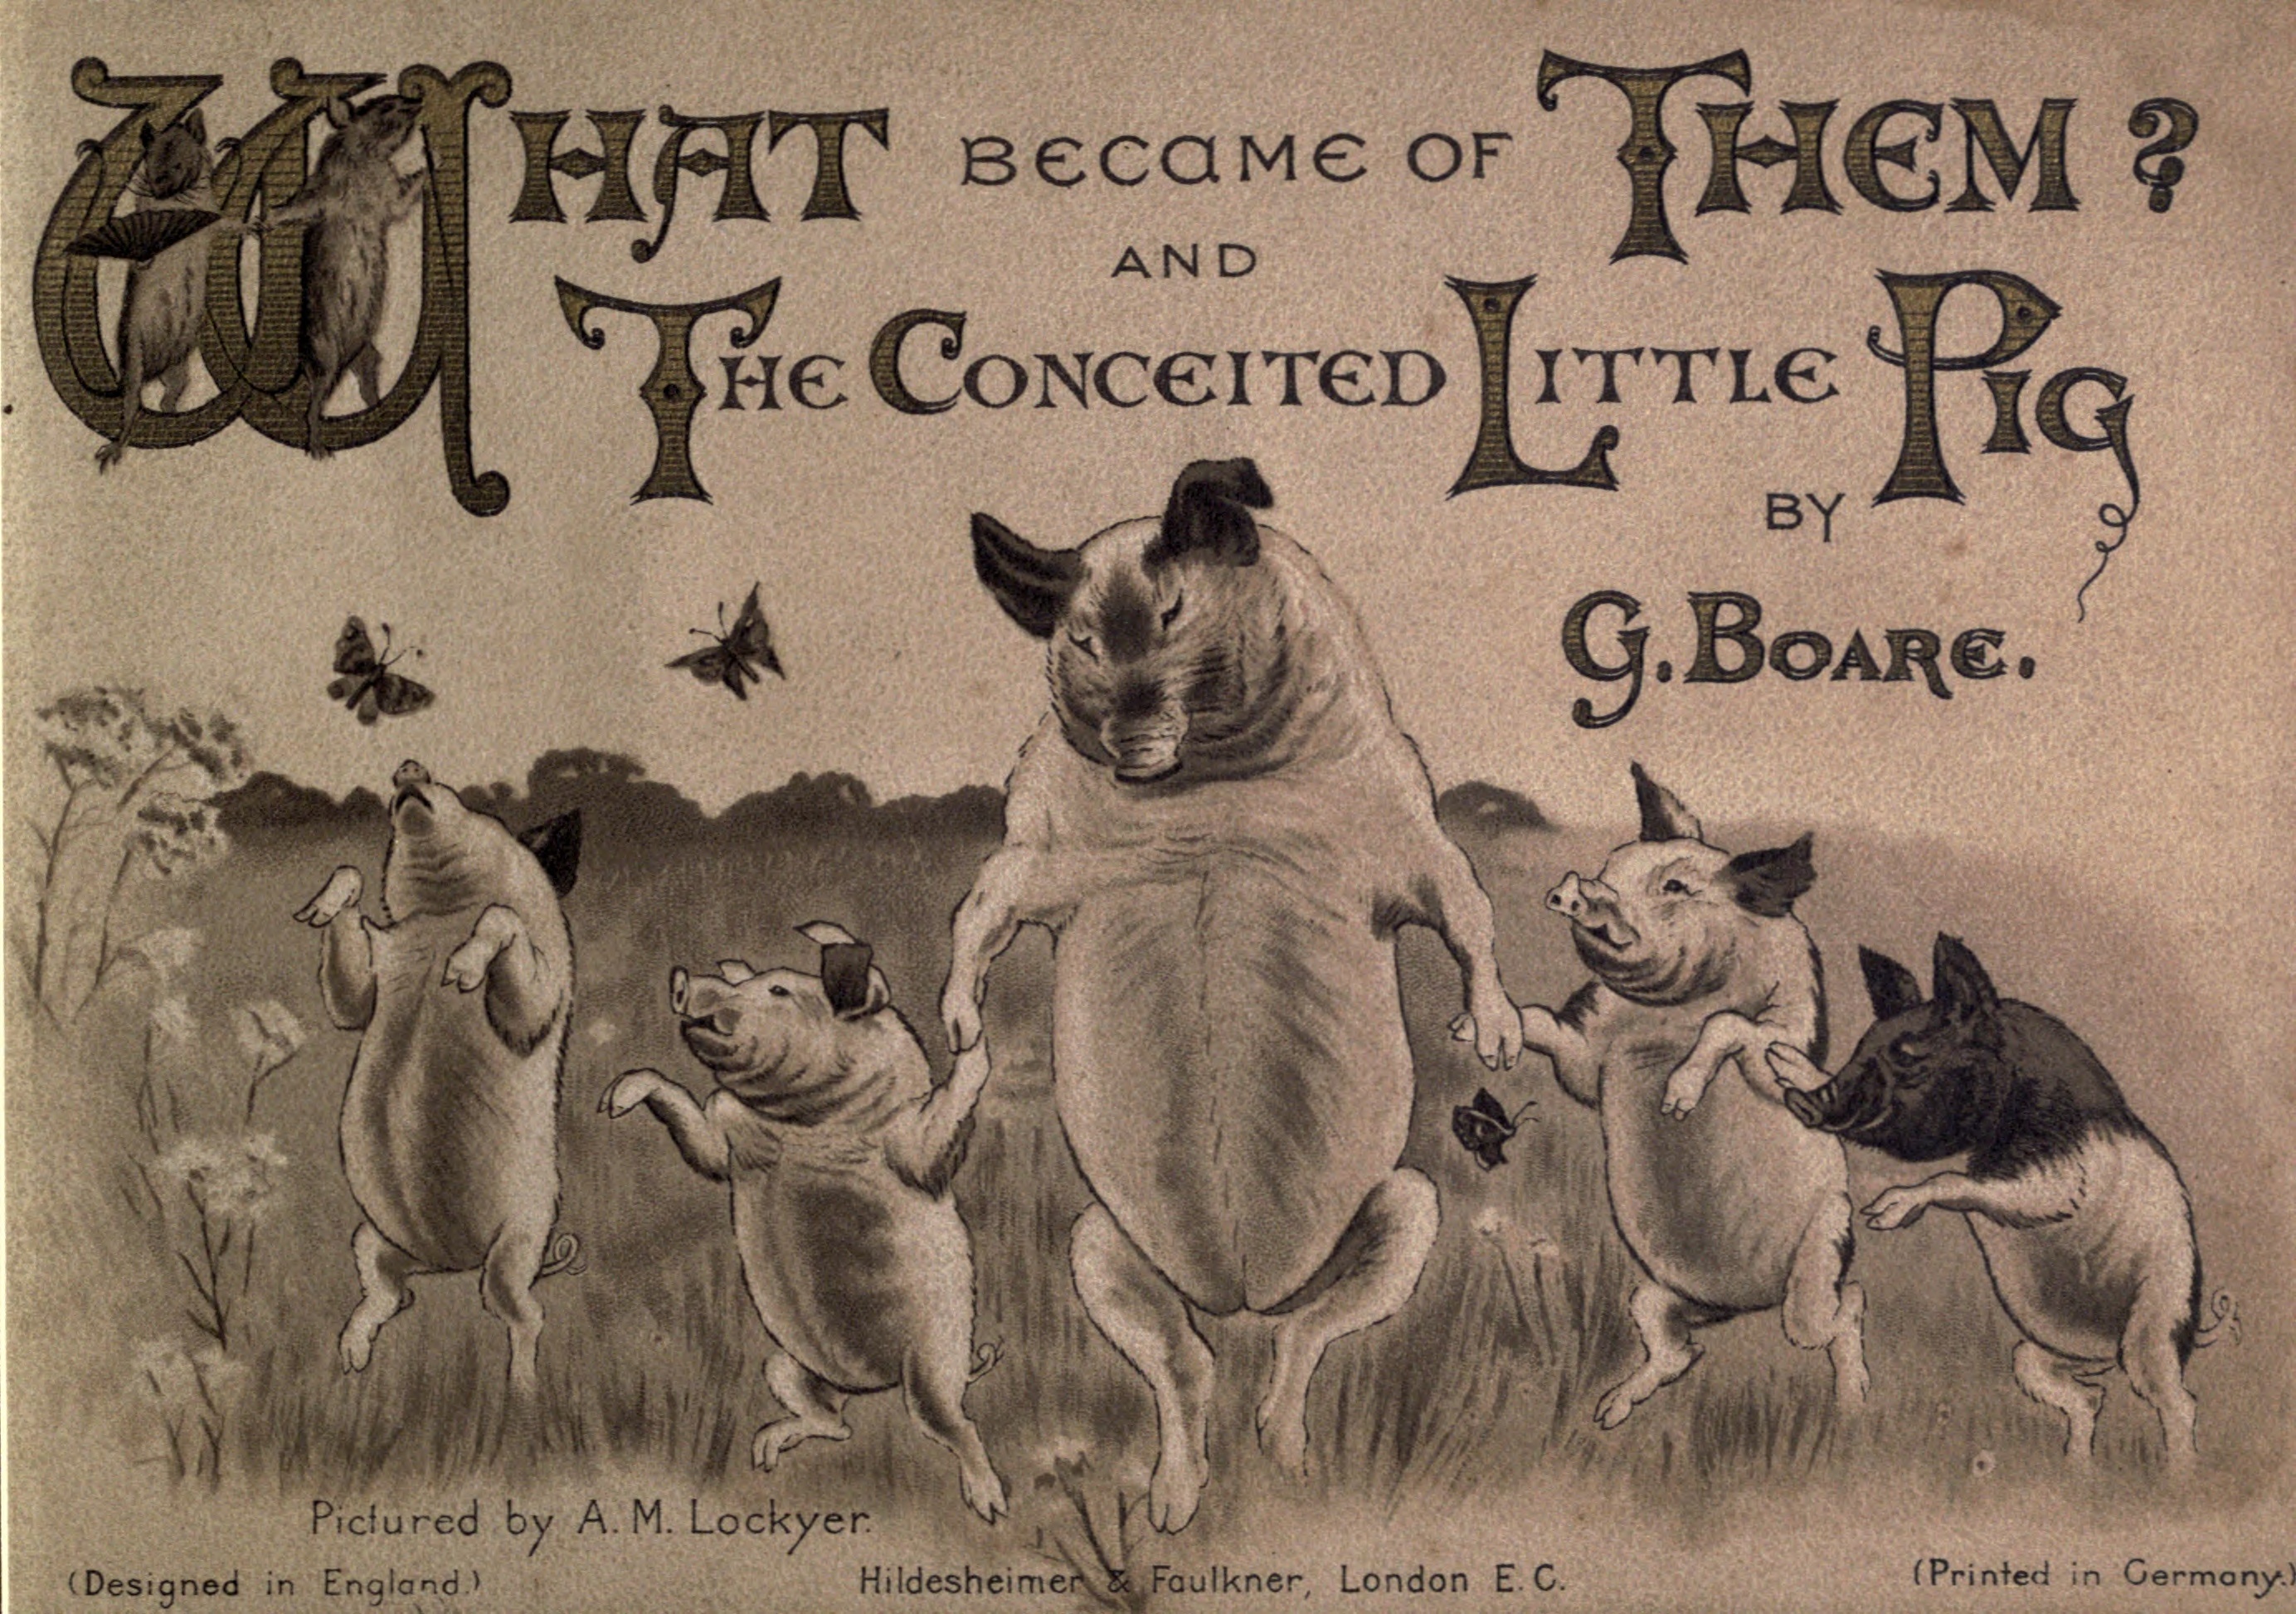 What became of Them?
and
The Conceited Little Pig
by
G. Boare.
Pictured by A. M. Lockyer.
(Designed in England.)
Hildesheimer & Faulkner, London E. C.
(Printed in Germany.)